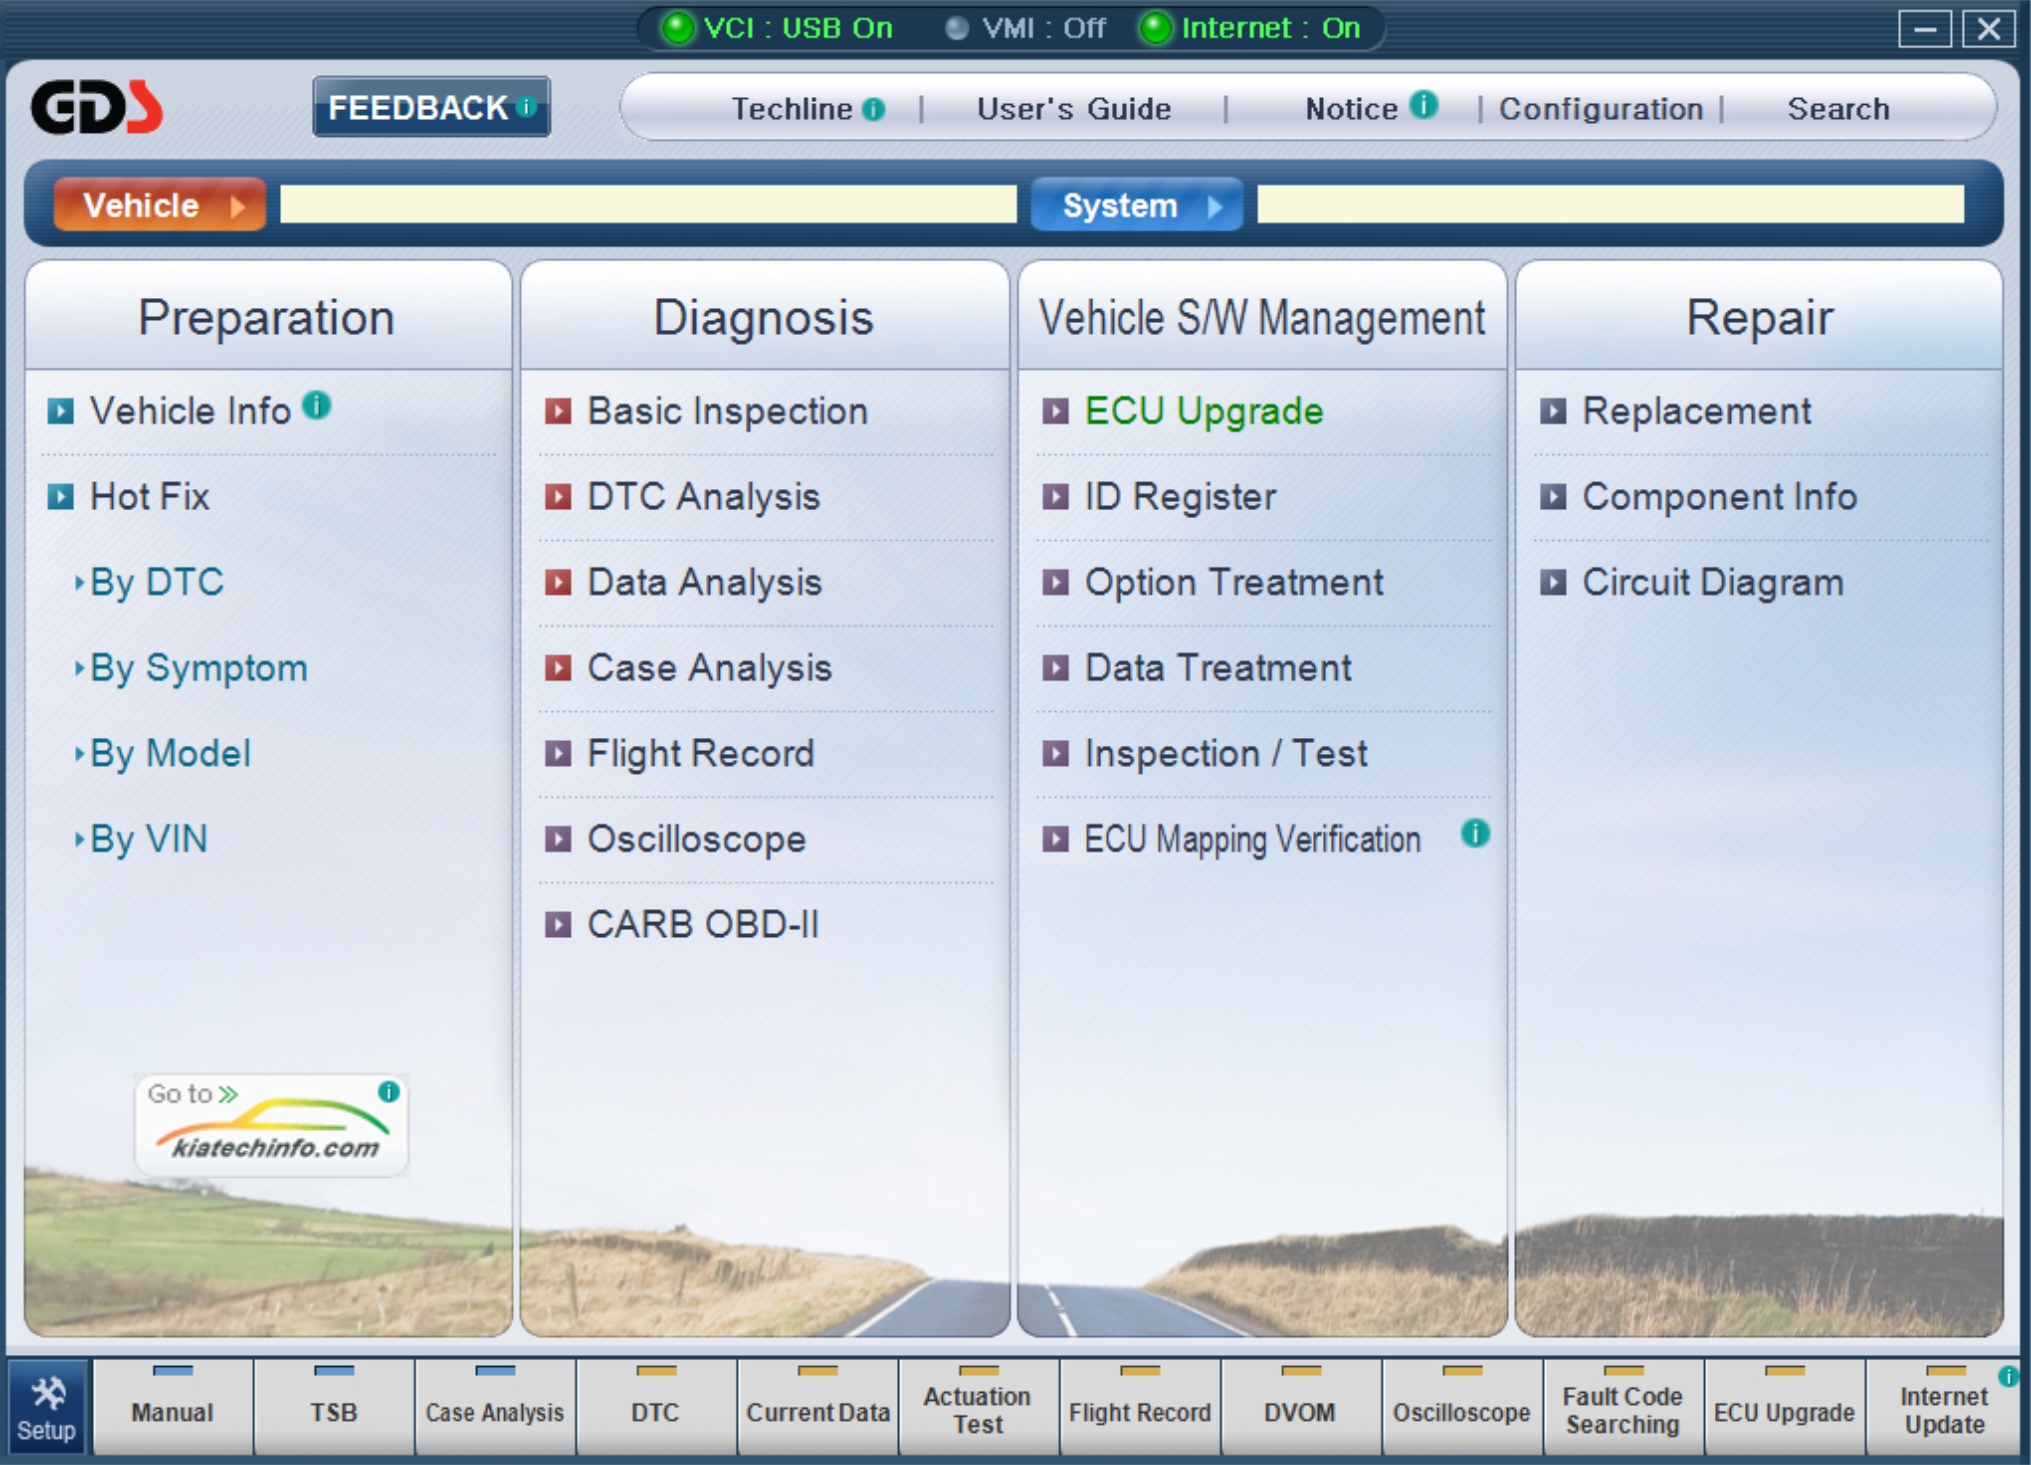 VCI : USB On VMI : Off Internet : On
GDS FEEDBACK Techline User's Guide Notice Configuration Search
Vehicle System
Preparation
Vehicle Info
Hot Fix
By DTC
By Symptom
By Model
By VIN
Go to
kiatechinfo.com
Diagnosis
Basic Inspection
DTC Analysis
Data Analysis
Case Analysis
Flight Record
Oscilloscope
CARB OBD-II
Vehicle S/W Management
ECU Upgrade
ID Register
Option Treatment
Data Treatment
Inspection / Test
ECU Mapping Verification
Repair
Replacement
Component Info
Circuit Diagram
Setup
Manual
TSB
Case Analysis
DTC
Current Data
Actuation
Test
Flight Record
DVOM
Oscilloscope
Fault Code
Searching
ECU Upgrade
Internet
Update